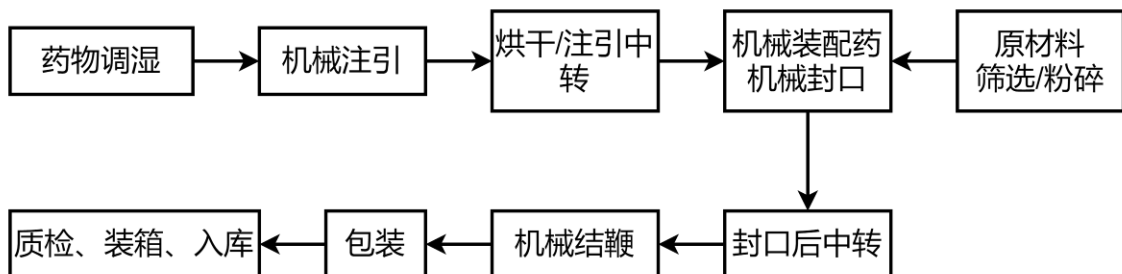 药物调湿
机械注引
烘干/注引中
转
机械装配药
机械封口
原材料
筛选/粉碎
质检、装箱、入库
包装
机械结鞭
封口后中转